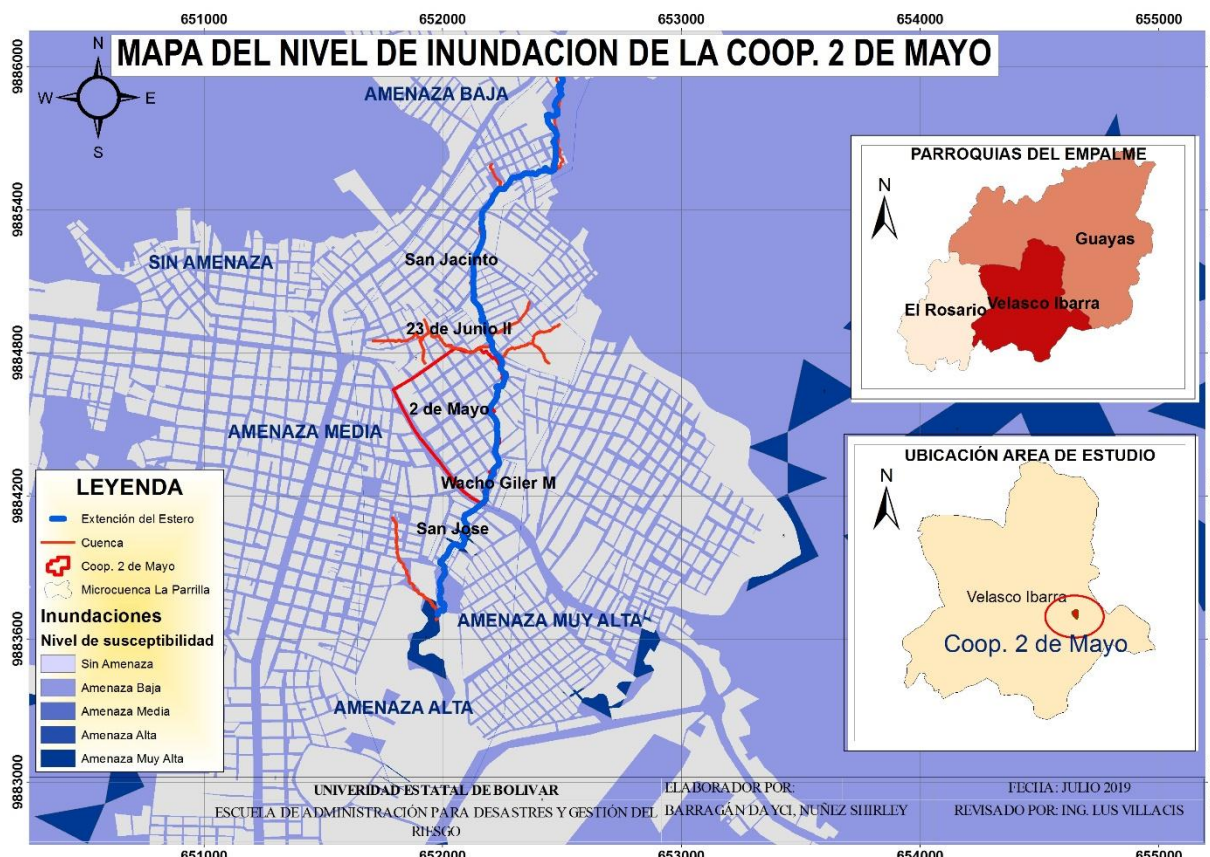 651000 652000 653000 654000 655000
MAPA DEL NIVEL DE INUNDACION DE LA COOP. 2 DE MAYO
N
W E
S
9886000
9885400
9884800
9884200
9883600
9883000
AMENAZA BAJA
SIN AMENAZA
San Jacinto
23 de Junio II
2 de Mayo
AMENAZA MEDIA
Wacho Giler M
San Jose
AMENAZA MUY ALTA
AMENAZA ALTA
PARROQUIAS DEL EMPALME
N
Guayas
El Rosario
Velasco Ibarra
UBICACIÓN AREA DE ESTUDIO
N
Velasco Ibarra
Coop. 2 de Mayo
LEYENDA
Extención del Estero
Cuenca
Coop. 2 de Mayo
Microcuenca La Parrilla
Inundaciones
Nivel de susceptibilidad
Sin Amenaza
Amenaza Baja
Amenaza Media
Amenaza Alta
Amenaza Muy Alta
UNIVERIDAD ESTATAL DE BOLIVAR
ESCUELA DE ADMINISTRACIÓN PARA DESASTRES Y GESTIÓN DEL
RIESGO
ELABORADOR POR:
BARRAGÁN DAYCI, NUÑEZ SHIRLEY
FECHA: JULIO 2019
REVISADO POR: ING. LUS VILLACIS
651000 652000 653000 654000 655000